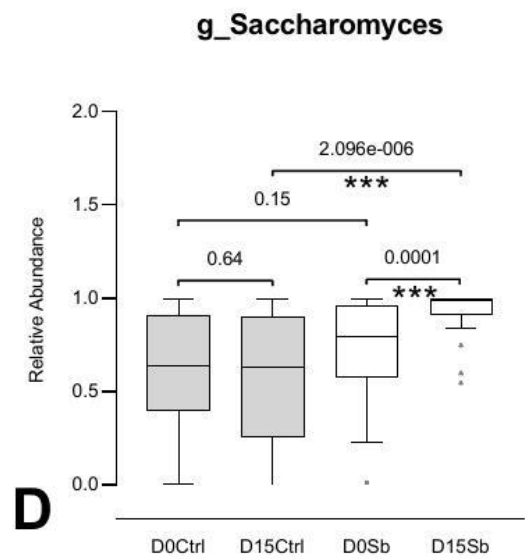 g_Saccharomyces
2.0
2.096e-006
***
1.5
0.15
0.64
0.0001
***
1.0
Relative Abundance
0.5
0.0
D
D0Ctrl D15Ctrl D0Sb D15Sb